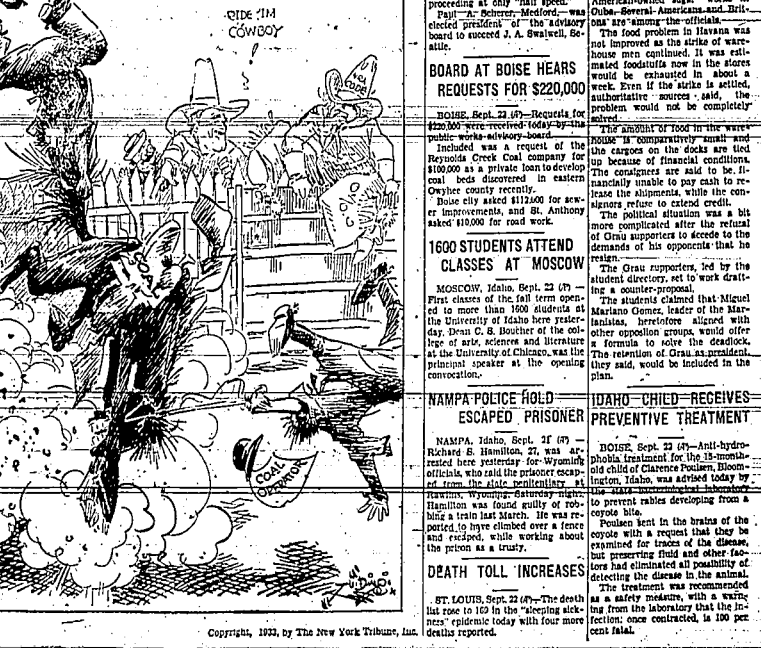 "RIDE 'IM
COWBOY
!
N.R.A.
CODE
COAL
CODE
COAL
OPERATOR
Copyright, 1933, by The New York Tribune, Inc.
proceeding at only "half speed."
Paul A. Scherer, Medford, was
elected president of the advisory
board to succeed J. A. Swalwell, Se-
attle.
BOARD AT BOISE HEARS
REQUESTS FOR $220,000
BOISE, Sept. 22 (AP)—Requests for
$220,000 were received today by the
public works advisory board.
Included was a request of the
Reynolds Creek Coal company for
$100,000 as a private loan to develop
coal beds discovered in eastern
Owyhee county recently.
Boise city asked $112,000 for sew-
er improvements, and St. Anthony
asked $10,000 for road work.
1600 STUDENTS ATTEND
CLASSES AT MOSCOW
MOSCOW, Idaho, Sept. 22 (AP) —
First classes of the fall term open-
ed to more than 1600 students at
the University of Idaho here yester-
day. Dean C. S. Boucher of the col-
lege of arts, sciences and literature
at the University of Chicago, was the
principal speaker at the opening
convocation.
NAMPA POLICE HOLD
ESCAPED PRISONER
NAMPA, Idaho, Sept. 21 (AP) —
Richard S. Hamilton, 27, was ar-
rested here yesterday for Wyoming
officials, who said the prisoner escap-
ed from the state penitentiary at
Rawlins, Wyoming, Saturday night.
Hamilton was found guilty of rob-
bing a train last March. He was re-
ported to have climbed over a fence
and escaped, while working about
the prison as a trusty.
DEATH TOLL INCREASES
ST. LOUIS, Sept. 22 (AP)—The death
list rose to 169 in the "sleeping sick-
ness" epidemic today with four more
deaths reported.
American-owned sugar
Cuba. Several Americans and Brit-
ons are among the officials.
The food problem in Havana was
not improved as the strike of ware-
house men continued. It was esti-
mated foodstuffs now in the stores
would be exhausted in about a
week. Even if the strike is settled,
authoritative sources said, the
problem would not be completely
solved.
The amount of food in the ware-
house is comparatively small and
the cargoes on the docks are tied
up because of financial conditions.
The consignees are said to be fi-
nancially unable to pay cash to re-
lease the shipments, while the con-
signors refuse to extend credit.
The political situation was a bit
more complicated after the refusal
of Grau supporters to accede to the
demands of his opponents that he
resign.
The Grau supporters, led by the
student directory, set to work draft-
ing a counter-proposal.
The students claimed that Miguel
Mariano Gomez, leader of the Mar-
ianistas, heretofore aligned with
other opposition groups, would offer
a formula to solve the deadlock.
The retention of Grau as president,
they said, would be included in the
plan.
IDAHO CHILD RECEIVES
PREVENTIVE TREATMENT
BOISE, Sept. 22 (AP)—Anti-hydro-
phobia treatment for the 15-month-
old child of Clarence Poulsen, Bloom-
ington, Idaho, was advised today by
the state bacteriological laboratory
to prevent rabies developing from a
coyote bite.
Poulsen sent in the brains of the
coyote with a request that they be
examined for traces of the disease,
but preserving fluid and other fac-
tors had eliminated all possibility of
detecting the disease in the animal.
The treatment was recommended
as a safety measure, with a warn-
ing from the laboratory that the in-
fection, once contracted, is 100 per
cent fatal.